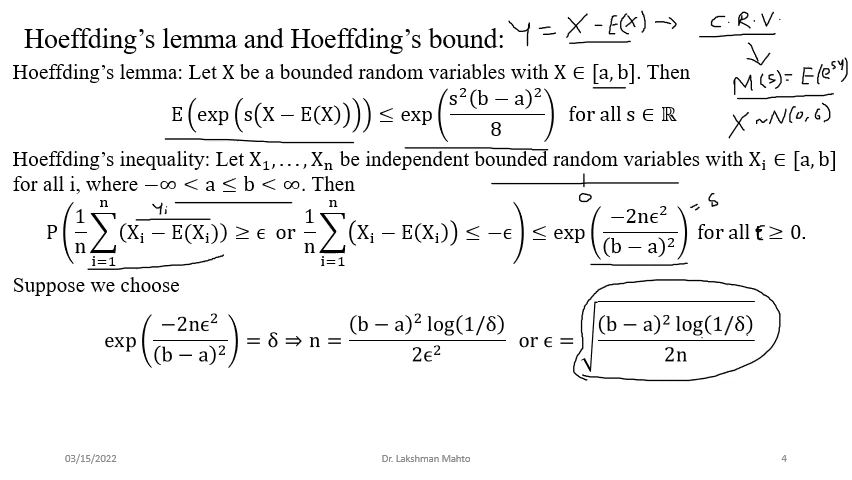 Hoeffding's lemma and Hoeffding's bound: Y = X - E(X) → C.R.V.
Hoeffding's lemma: Let X be a bounded random variables with X ∈ [a, b]. Then
M(s) = E(e^{sY})
E(exp(s(X − E(X)))) ≤ exp(s²(b − a)²/8) for all s ∈ ℝ
X ~ N(0, 6)
Hoeffding's inequality: Let X₁, . . . , Xₙ be independent bounded random variables with Xᵢ ∈ [a, b]
for all i, where −∞ < a ≤ b < ∞. Then
0
Yᵢ
P(1/n ∑_{i=1}^{n} (Xᵢ − E(Xᵢ)) ≥ ϵ or 1/n ∑_{i=1}^{n} (Xᵢ − E(Xᵢ)) ≤ −ϵ) ≤ exp(−2nϵ²/(b − a)²) = δ for all ϵ ≥ 0.
Suppose we choose
exp(−2nϵ²/(b − a)²) = δ ⇒ n = (b − a)² log(1/δ)/2ϵ² or ϵ = √((b − a)² log(1/δ)/2n)
03/15/2022 Dr. Lakshman Mahto 4